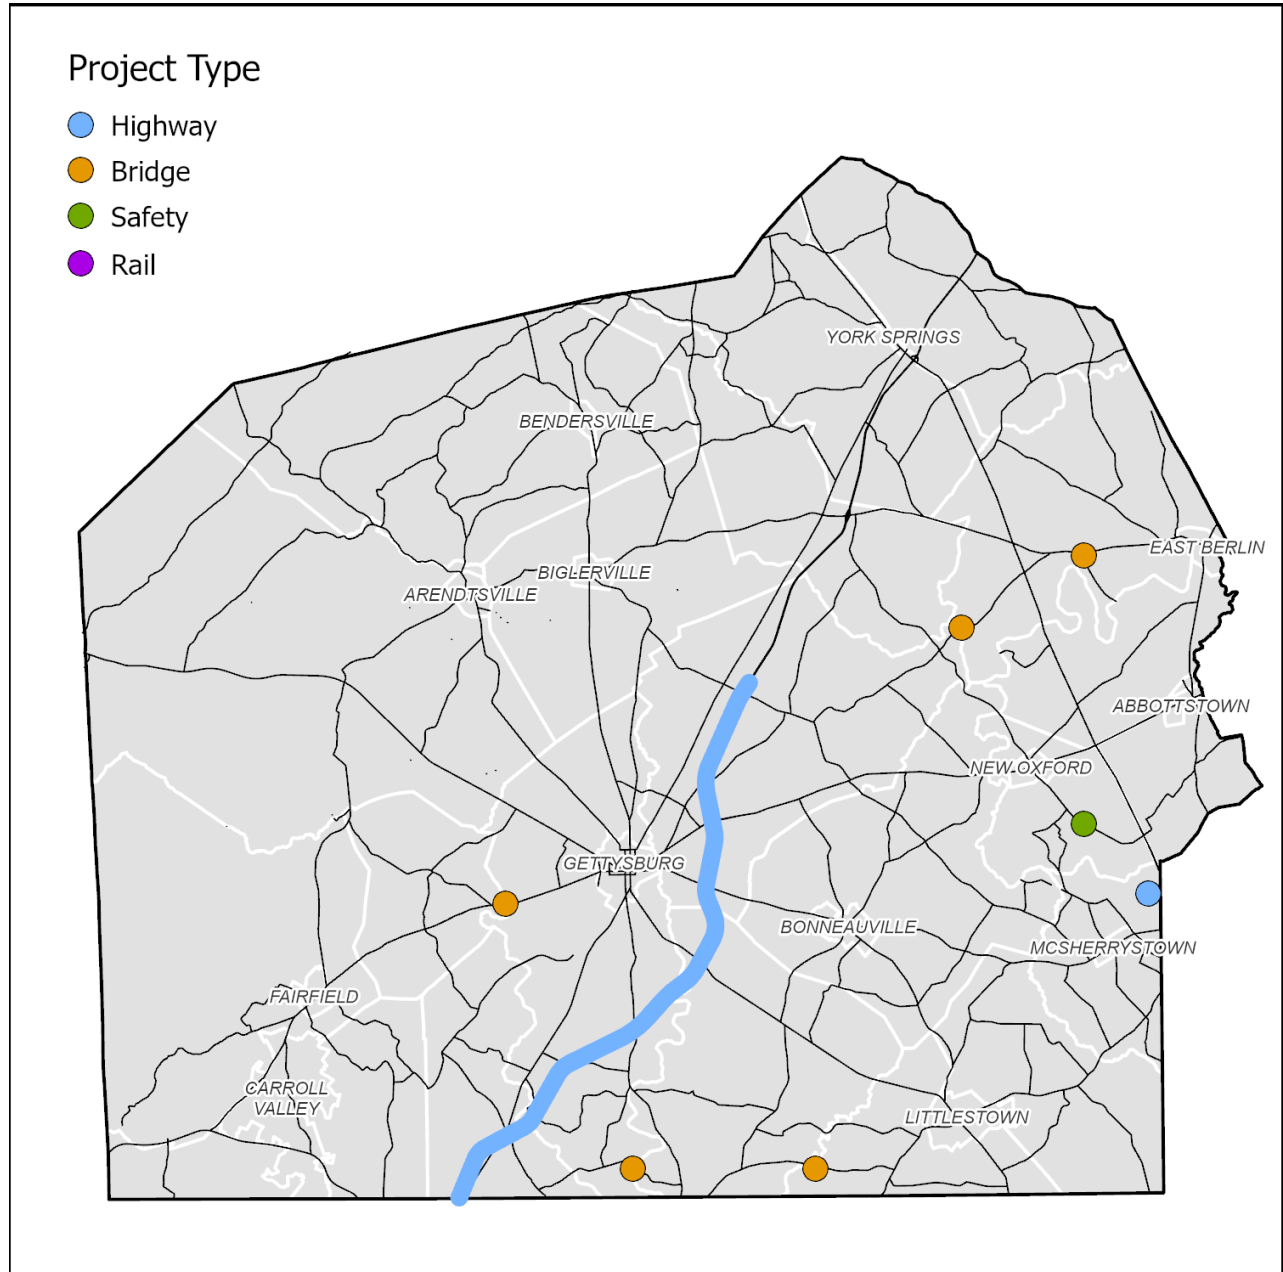 Project Type
Highway
Bridge
Safety
Rail
YORK SPRINGS
BENDERSVILLE
EAST BERLIN
BIGLERVILLE
ARENDTSVILLE
ABBOTTSTOWN
NEW OXFORD
GETTYSBURG
BONNEAUVILLE
MCSHERRYSTOWN
FAIRFIELD
CARROLL
VALLEY
LITTLESTOWN